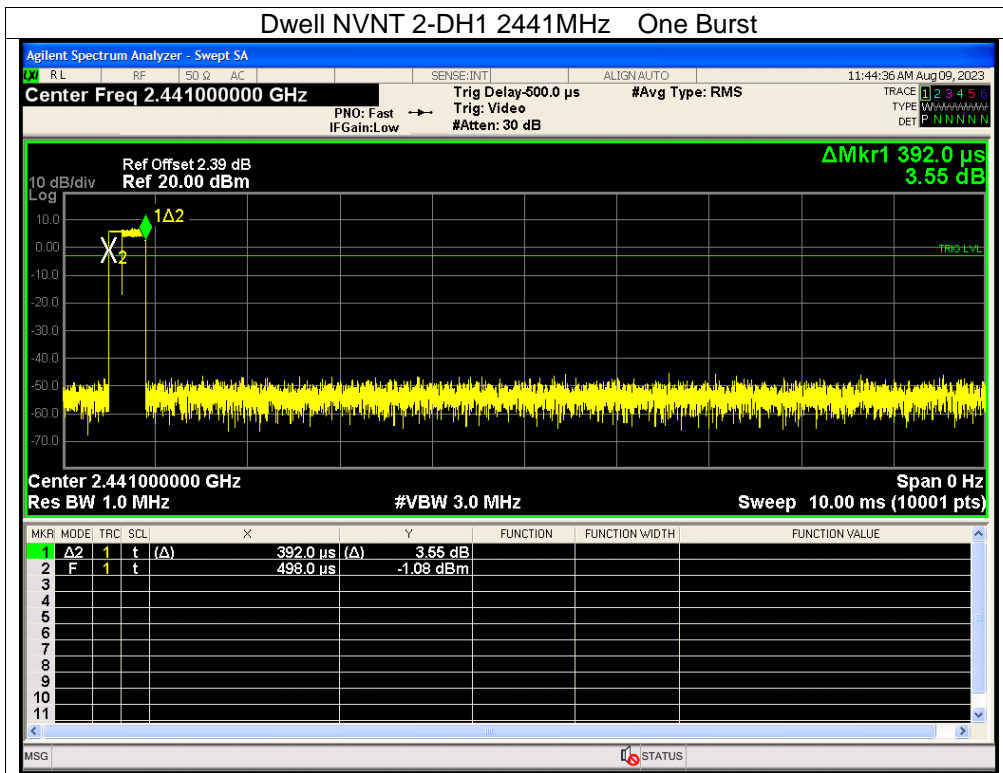 Dwell NVNT 2-DH1 2441MHz One Burst
Agilent Spectrum Analyzer - Swept SA
LXI RL RF 50 Ω AC SENSE:INT ALIGN AUTO 11:44:36 AM Aug 09, 2023
Center Freq 2.441000000 GHz
PNO: Fast
IFGain:Low
Trig Delay-500.0 µs
Trig: Video
#Atten: 30 dB
#Avg Type: RMS
TRACE 1 2 3 4 5 6
TYPE WWWWWW
DET P N N N N N
ΔMkr1 392.0 µs
3.55 dB
Ref Offset 2.39 dB
10 dB/div Ref 20.00 dBm
Log
10.0
0.00
-10.0
-20.0
-30.0
-40.0
-50.0
-60.0
-70.0
1Δ2
2
TRIG LVL
Center 2.441000000 GHz Span 0 Hz
Res BW 1.0 MHz #VBW 3.0 MHz Sweep 10.00 ms (10001 pts)
MKR MODE TRC SCL X Y FUNCTION FUNCTION WIDTH FUNCTION VALUE
1 Δ2 1 t (Δ) 392.0 µs (Δ) 3.55 dB
2 F 1 t 498.0 µs -1.08 dBm
3
4
5
6
7
8
9
10
11
MSG STATUS